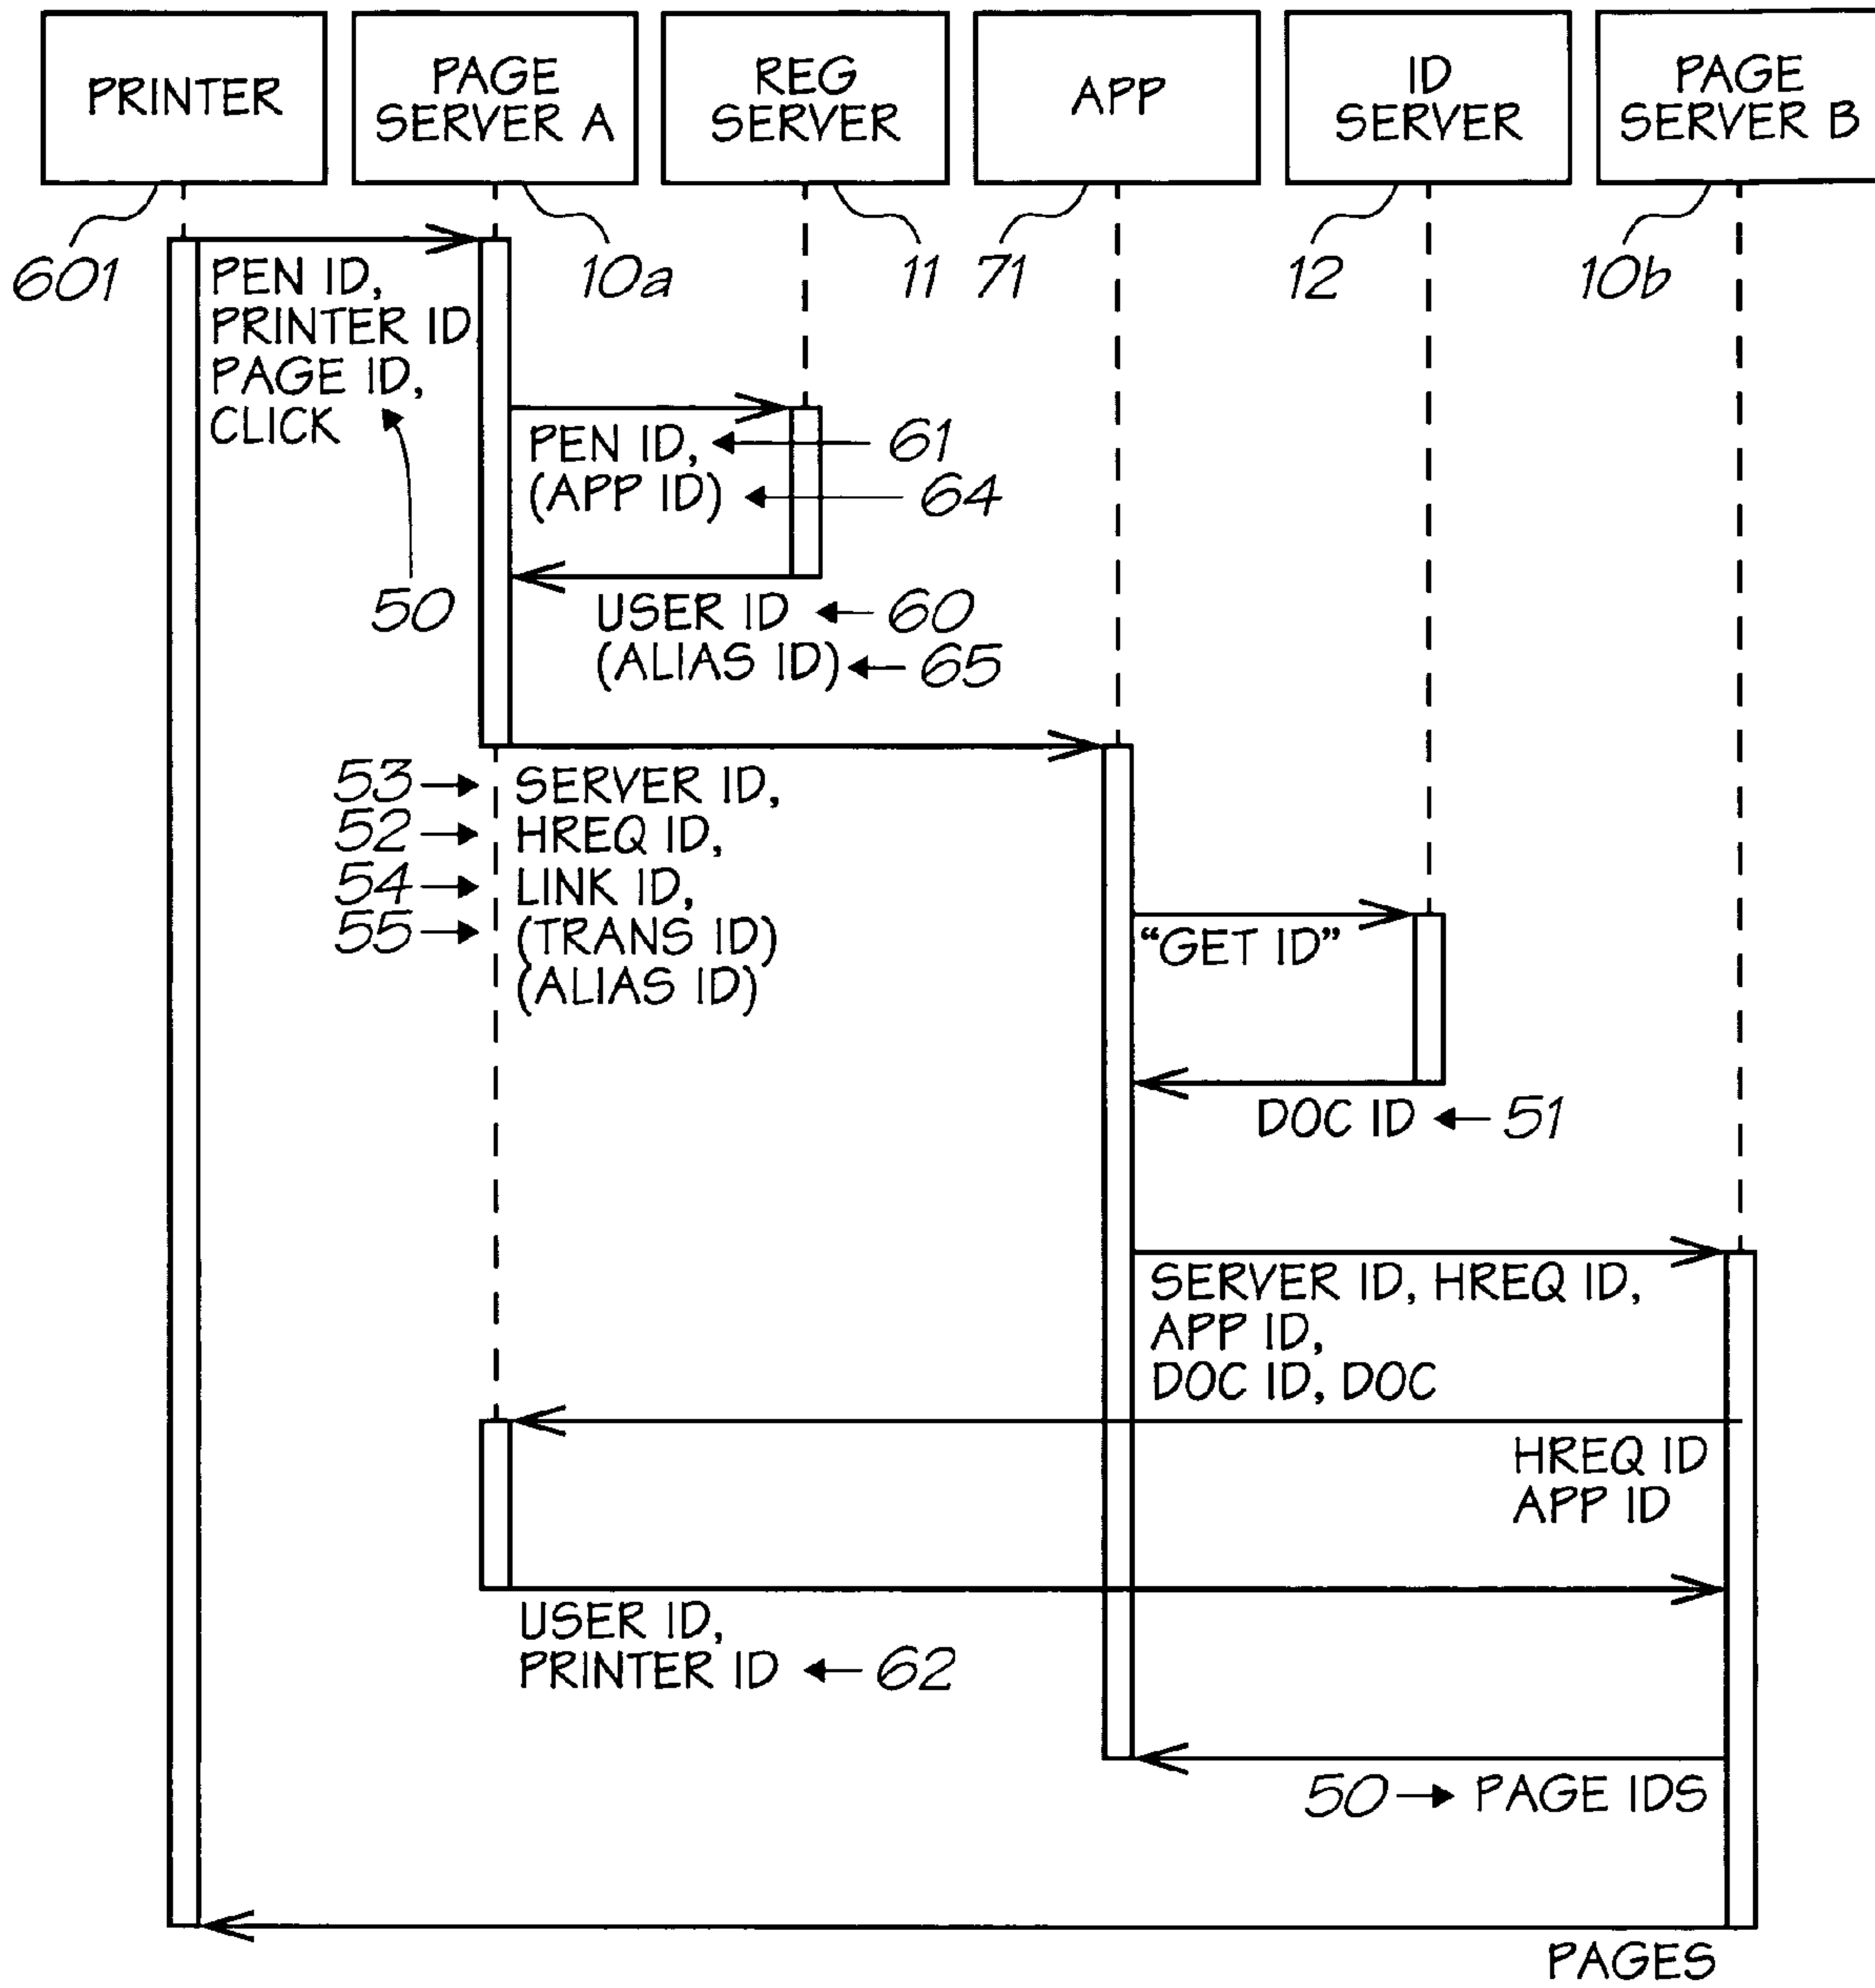 PRINTER
PAGE
SERVER A
REG
SERVER
APP
ID
SERVER
PAGE
SERVER B
601
10a
11
71
12
10b
PEN ID,
PRINTER ID
PAGE ID,
CLICK
50
PEN ID,
61
(APP ID)
64
USER ID
60
(ALIAS ID)
65
53
SERVER ID,
52
HREQ ID,
54
LINK ID,
55
(TRANS ID)
(ALIAS ID)
“GET ID”
DOC ID
51
SERVER ID, HREQ ID,
APP ID,
DOC ID, DOC
HREQ ID
APP ID
USER ID,
PRINTER ID
62
50
PAGE IDS
PAGES